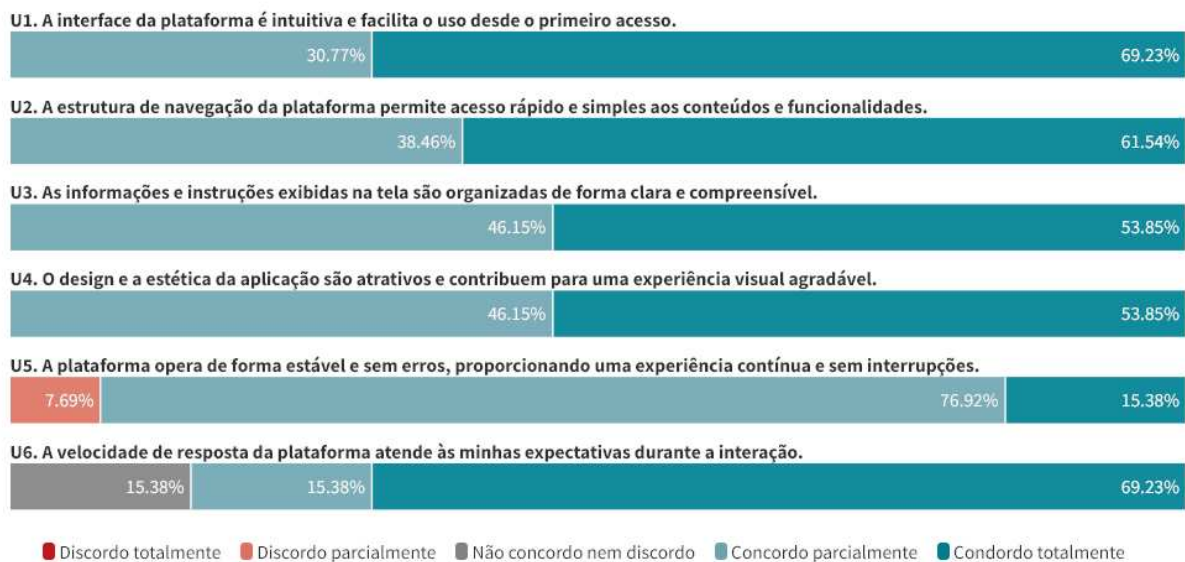 U1. A interface da plataforma é intuitiva e facilita o uso desde o primeiro acesso.
30.77% 69.23%
U2. A estrutura de navegação da plataforma permite acesso rápido e simples aos conteúdos e funcionalidades.
38.46% 61.54%
U3. As informações e instruções exibidas na tela são organizadas de forma clara e compreensível.
46.15% 53.85%
U4. O design e a estética da aplicação são atrativos e contribuem para uma experiência visual agradável.
46.15% 53.85%
U5. A plataforma opera de forma estável e sem erros, proporcionando uma experiência contínua e sem interrupções.
7.69% 76.92% 15.38%
U6. A velocidade de resposta da plataforma atende às minhas expectativas durante a interação.
15.38% 15.38% 69.23%
Discordo totalmente Discordo parcialmente Não concordo nem discordo Concordo parcialmente Condordo totalmente